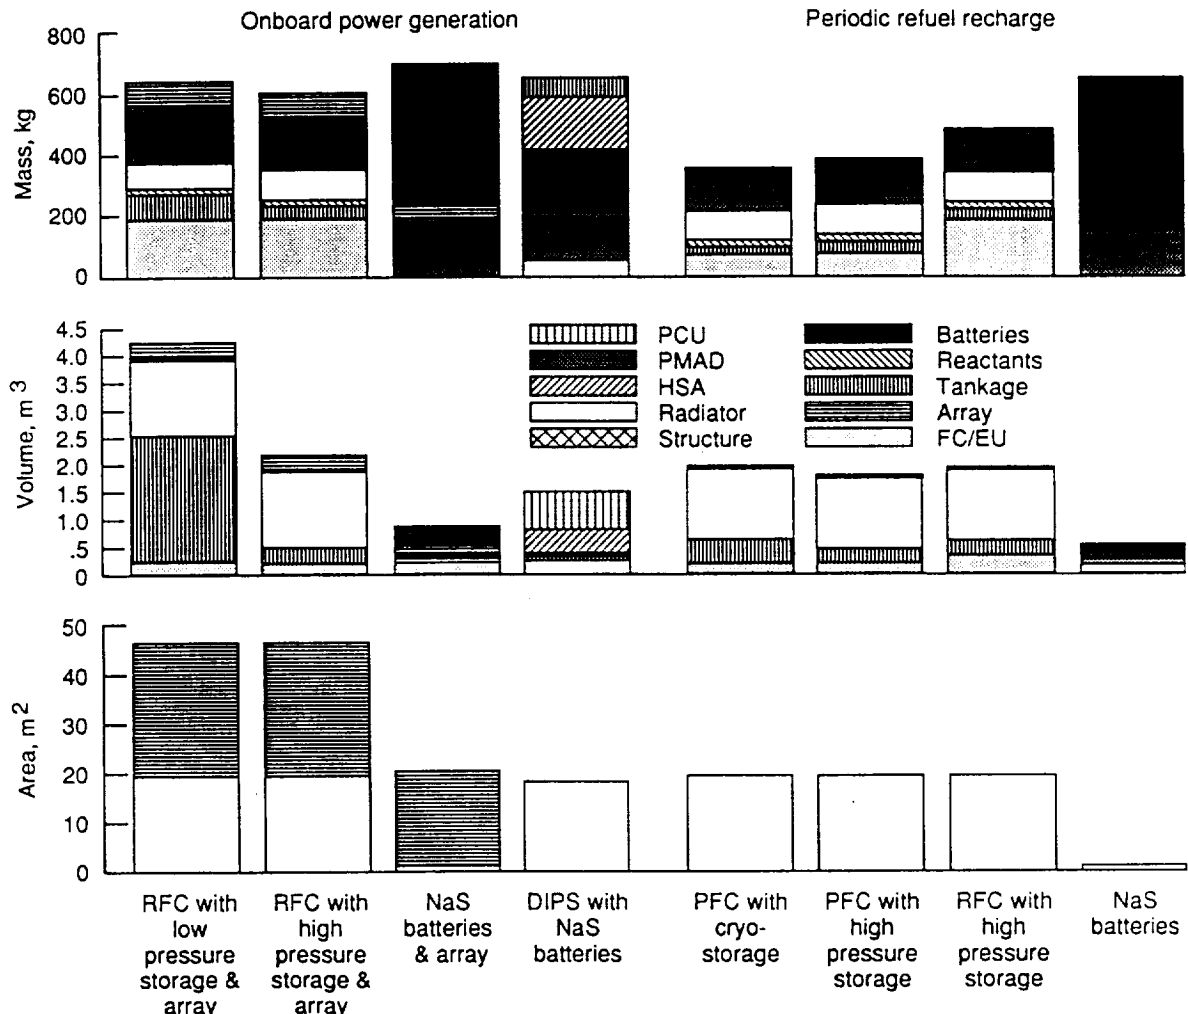 Onboard power generation
Periodic refuel recharge
800
600
400
200
0
Mass, kg
4.5
4.0
3.5
3.0
2.5
2.0
1.5
1.0
.5
0
Volume, m3
PCU
PMAD
HSA
Radiator
Structure
Batteries
Reactants
Tankage
Array
FC/EU
50
40
30
20
10
0
Area, m2
RFC with
low
pressure
storage &
array
RFC with
high
pressure
storage &
array
NaS
batteries
& array
DIPS with
NaS
batteries
PFC with
cryo-
storage
PFC with
high
pressure
storage
RFC with
high
pressure
storage
NaS
batteries